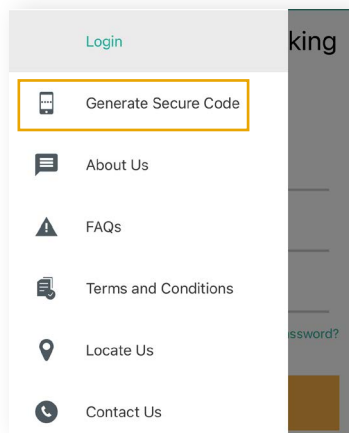 Login
king
Generate Secure Code
About Us
FAQs
Terms and Conditions
ssword?
Locate Us
Contact Us